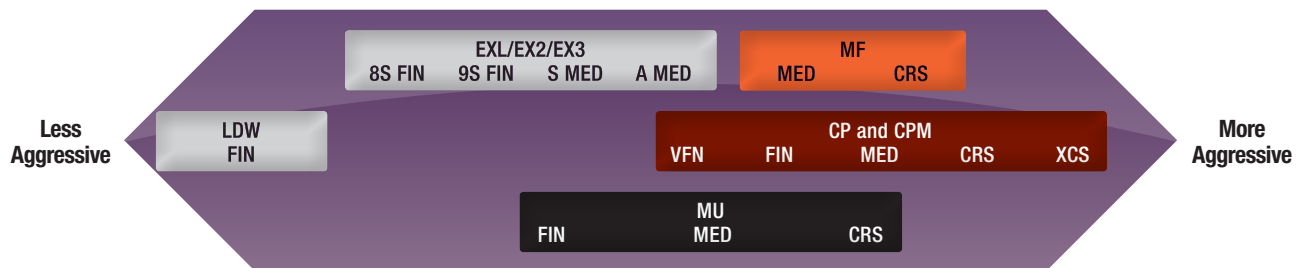 EXL/EX2/EX3
8S FIN 9S FIN S MED A MED
MF
MED CRS
Less
Aggressive
LDW
FIN
CP and CPM
VFN FIN MED CRS XCS
More
Aggressive
MU
FIN MED CRS